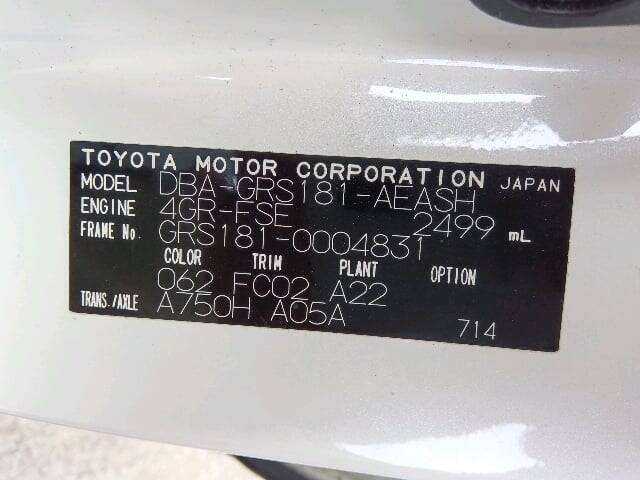 TOYOTA MOTOR CORPORATION JAPAN
MODEL DBA-GRS181-AEASH
ENGINE 4GR-FSE 2499 mL
FRAME No. GRS181-0004831
COLOR TRIM PLANT OPTION
062 FC02 A22
TRANS./AXLE A750H A05A
714